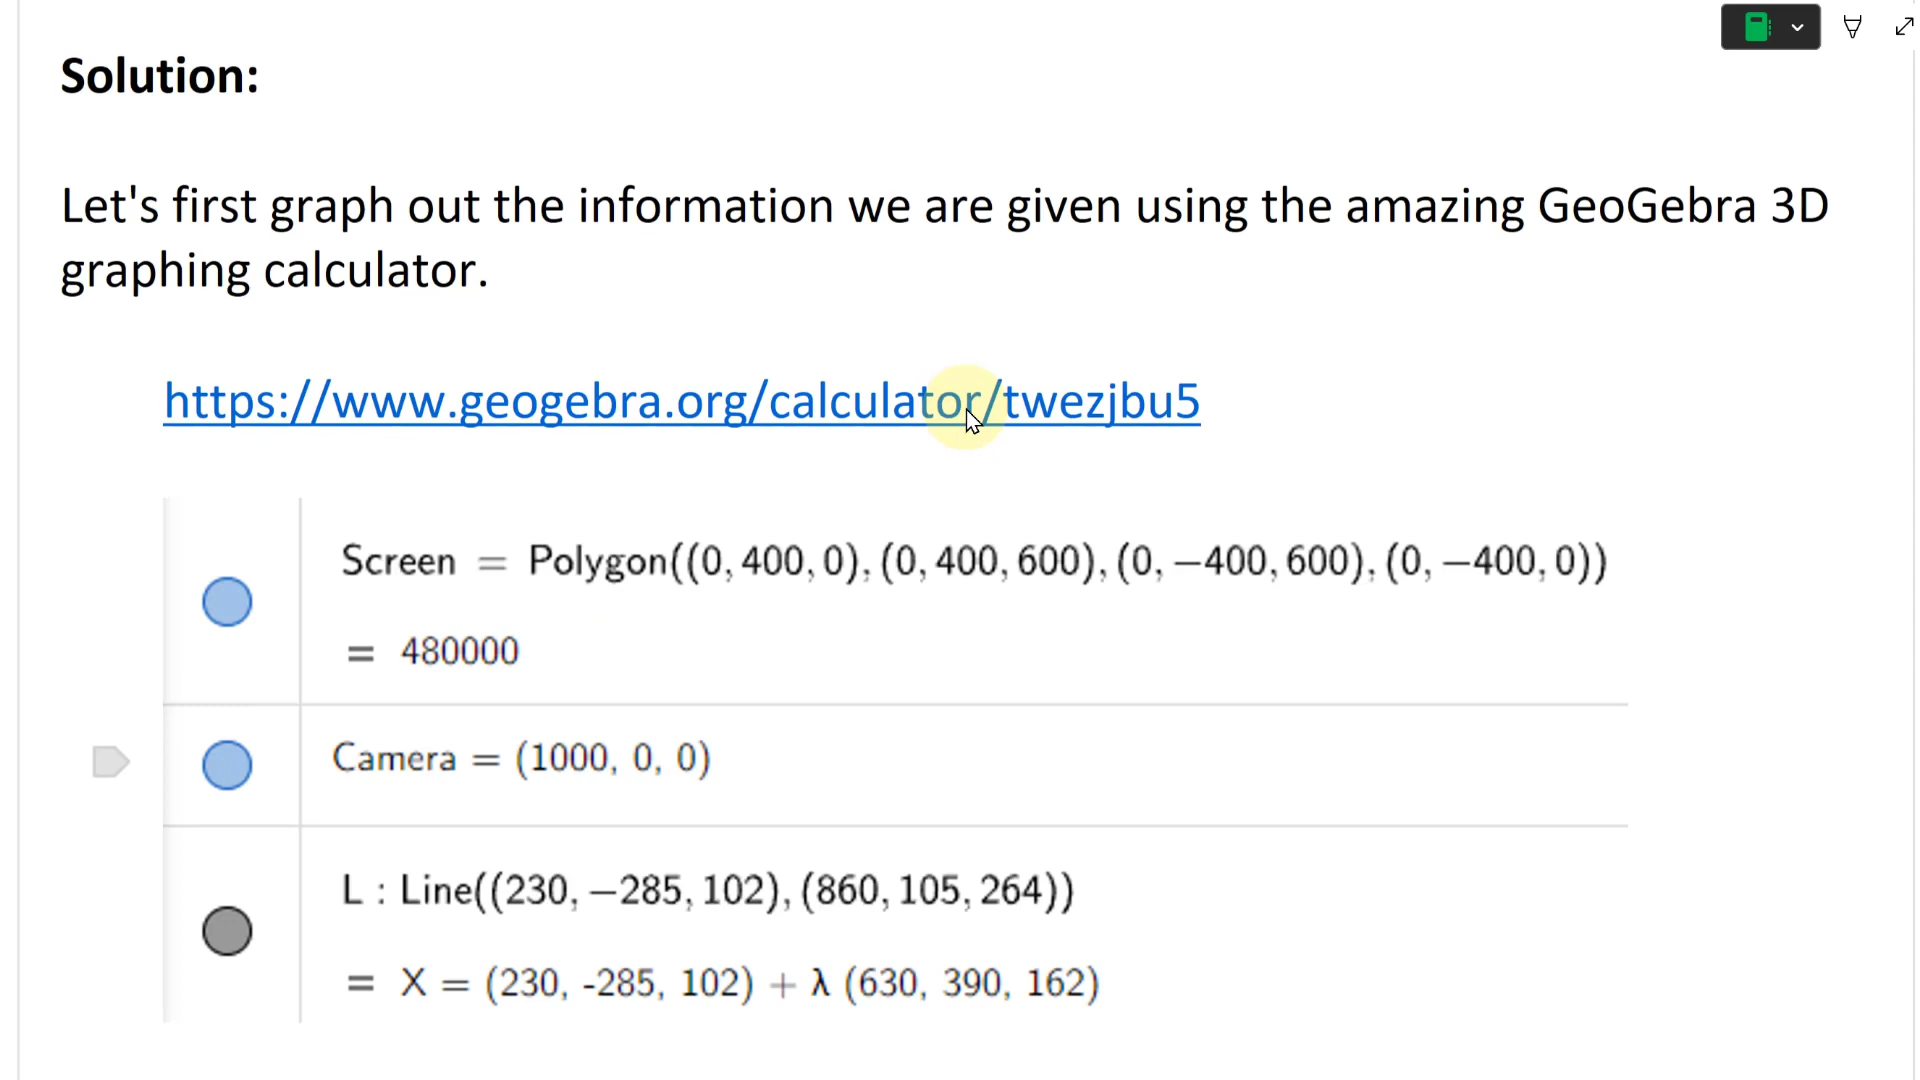 Solution:
Let's first graph out the information we are given using the amazing GeoGebra 3D
graphing calculator.
https://www.geogebra.org/calculator/twezjbu5
Screen = Polygon((0, 400, 0), (0, 400, 600), (0, −400, 600), (0, −400, 0))
= 480000
Camera = (1000, 0, 0)
L : Line((230, −285, 102), (860, 105, 264))
= X = (230, -285, 102) + λ (630, 390, 162)